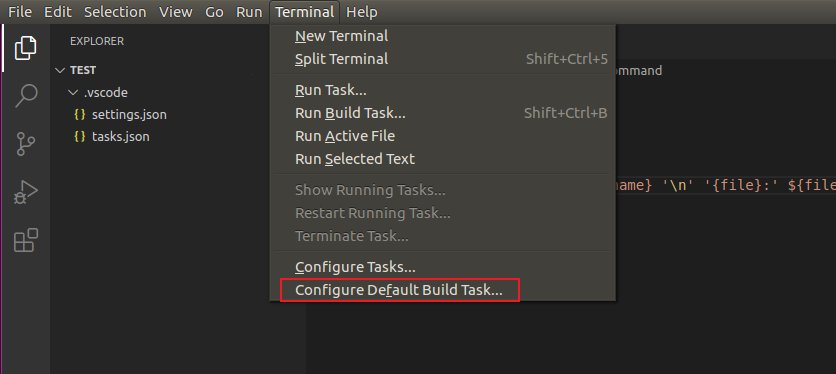 File Edit Selection View Go Run Terminal Help
EXPLORER
TEST
.vscode
{ } settings.json
{ } tasks.json
New Terminal
Split Terminal Shift+Ctrl+5
Run Task...
Run Build Task... Shift+Ctrl+B
Run Active File
Run Selected Text
Show Running Tasks...
Restart Running Task...
Terminate Task...
Configure Tasks...
Configure Default Build Task...
ommand
name} '\n' '{file}:' ${file